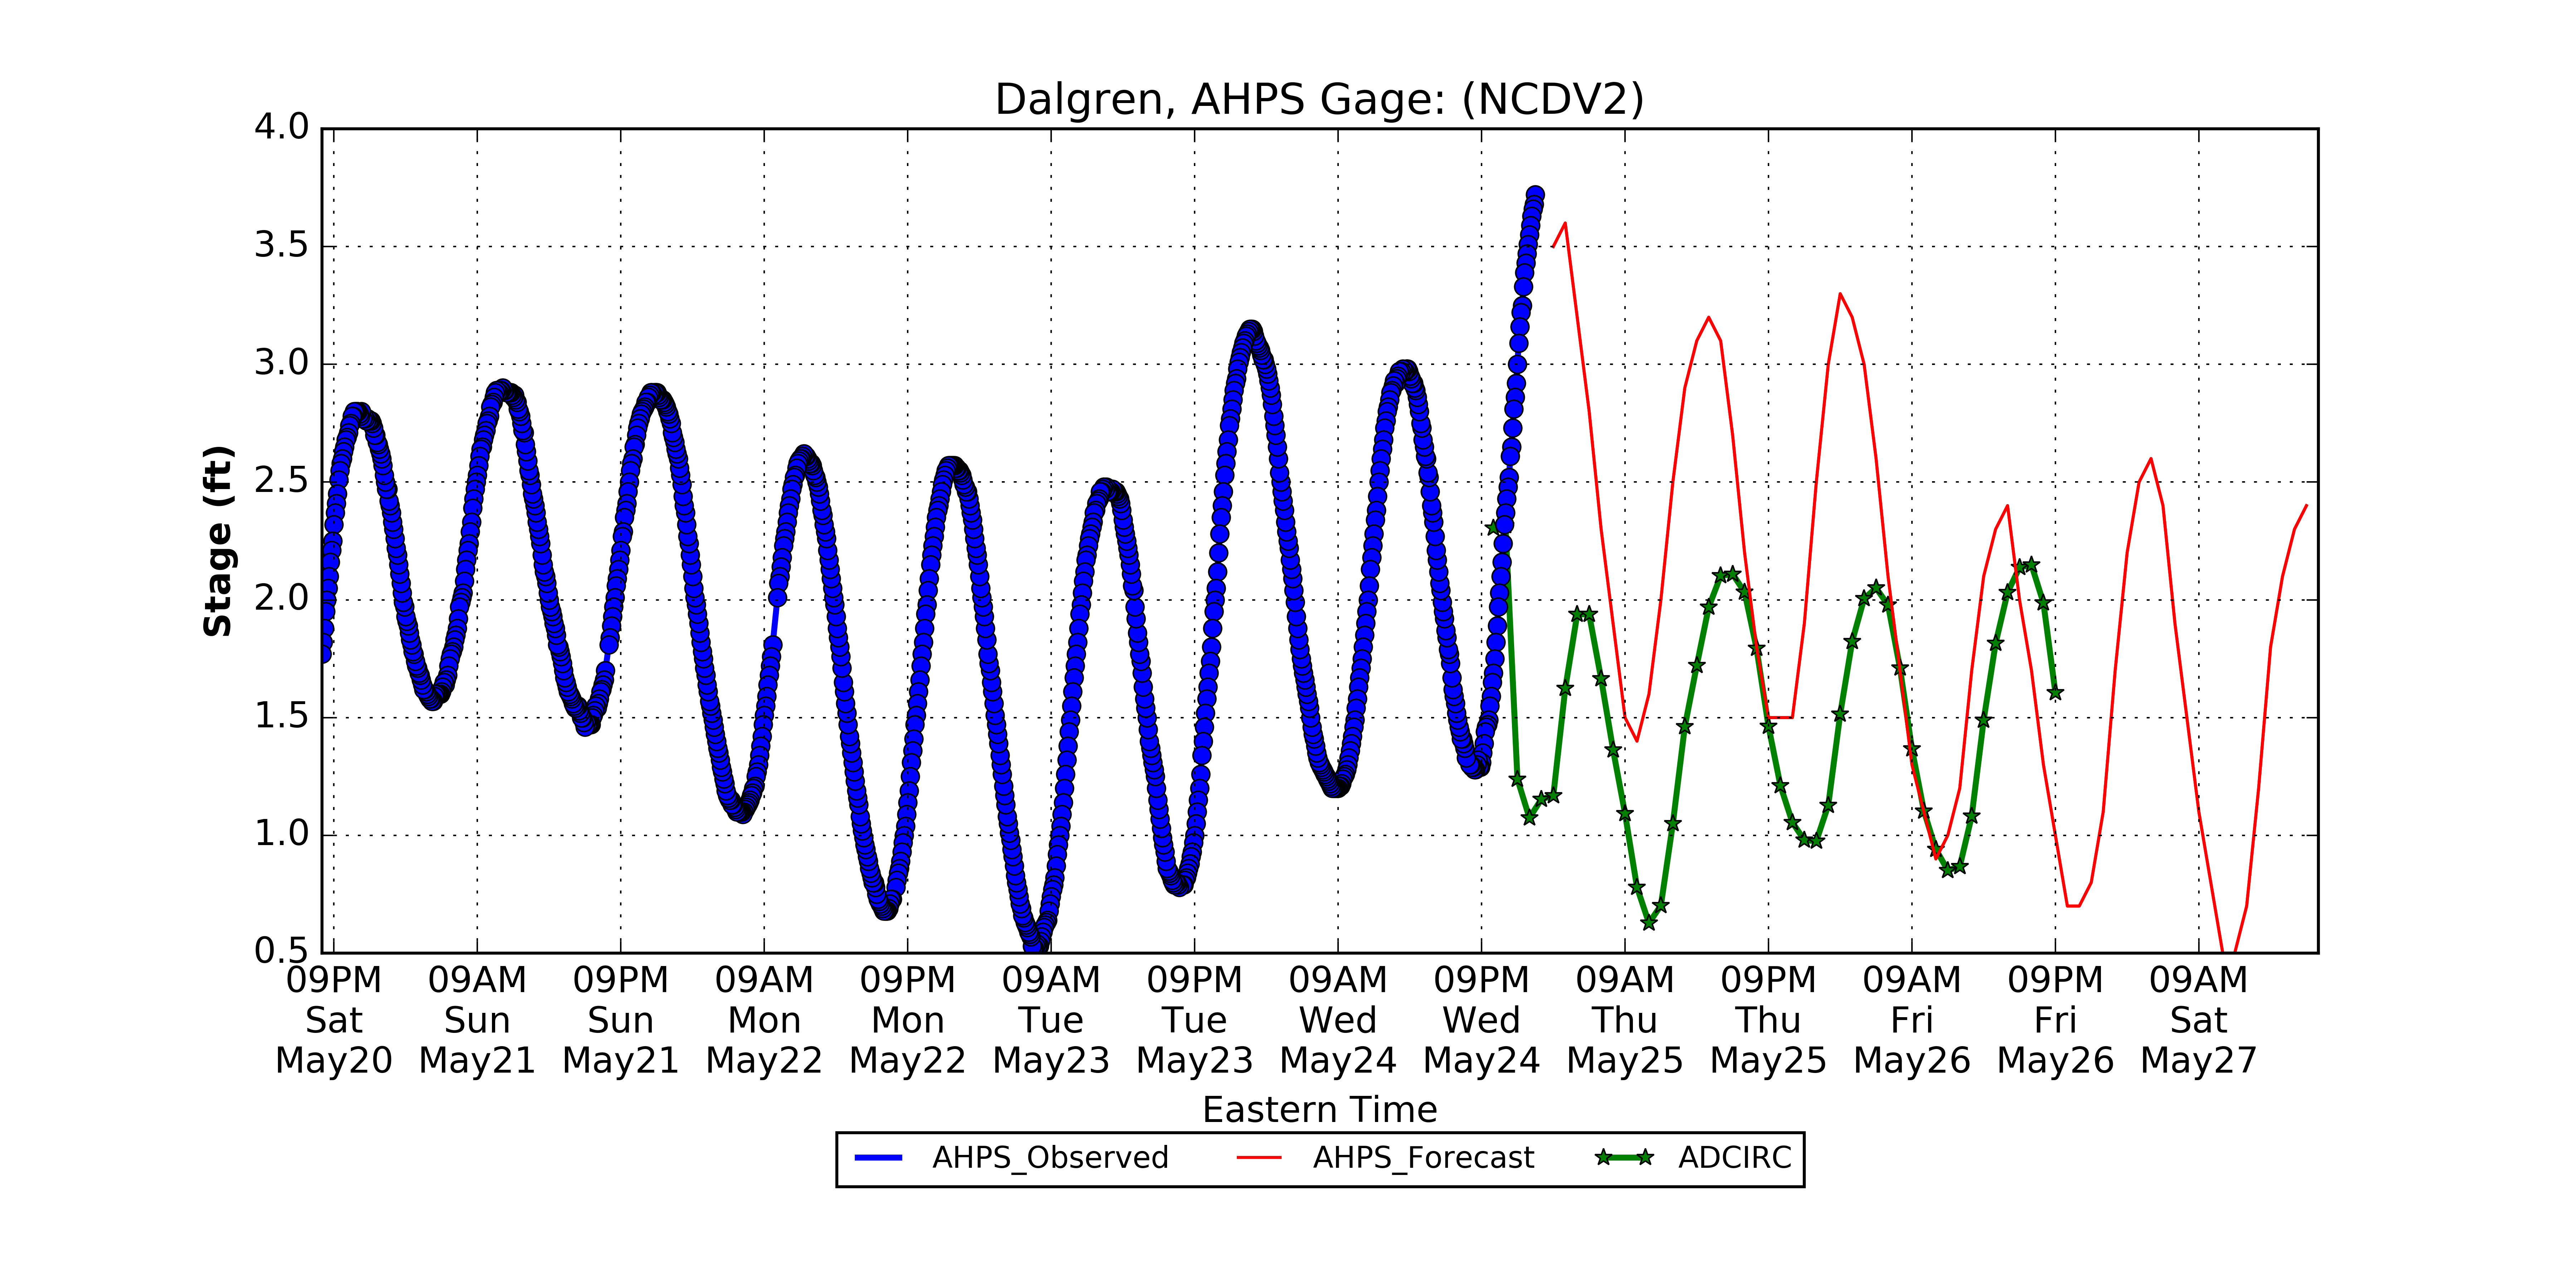 Dalgren, AHPS Gage: (NCDV2)
4.0
3.5
3.0
2.5
2.0
1.5
1.0
0.5
Stage (ft)
09PM 09AM 09PM 09AM 09PM 09AM 09PM 09AM 09PM 09AM 09PM 09AM 09PM 09AM
Sat Sun Sun Mon Mon Tue Tue Wed Wed Thu Thu Fri Fri Sat
May20 May21 May21 May22 May22 May23 May23 May24 May24 May25 May25 May26 May26 May27
Eastern Time
AHPS_Observed AHPS_Forecast ADCIRC